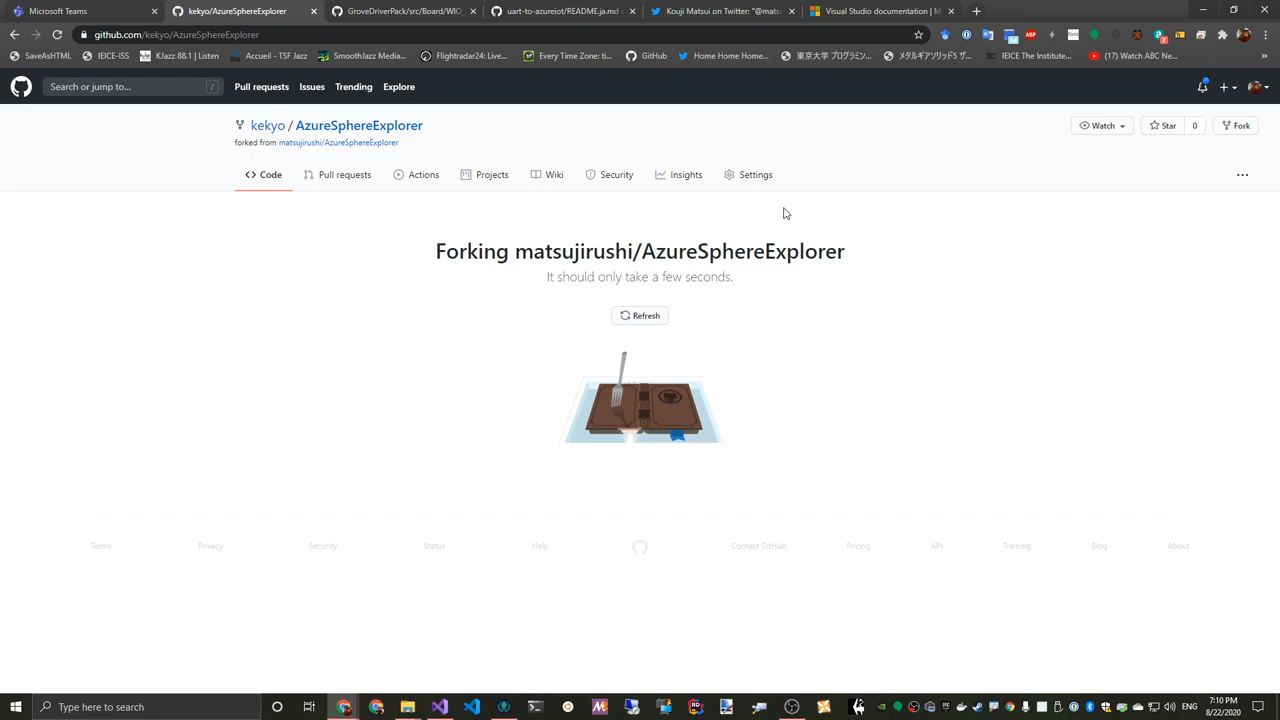 Microsoft Teams
kekyo/AzureSphereExplorer
GroveDriverPack/src/Board/WIO
uart-to-azureiot/README.md
Kouji Matsui on Twitter: "@mats
Visual Studio documentation | M
github.com/kekyo/AzureSphereExplorer
SaveAsHTML
IEICE-ISS
KJazz 88.1 | Listen
Accueil - TSF Jazz
SmoothJazz Media...
Flightradar24: Live...
Every Time Zone: ti...
GitHub
Home Home Home...
東京大学 プログラミン...
メタルギアソリッドS ザ...
IEICE The Institute...
(17) Watch ABC Ne...
»
Search or jump to...
/
Pull requests
Issues
Trending
Explore
kekyo / AzureSphereExplorer
forked from matsujirushi/AzureSphereExplorer
Watch
Star
0
Fork
Code
Pull requests
Actions
Projects
Wiki
Security
Insights
Settings
Forking matsujirushi/AzureSphereExplorer
It should only take a few seconds.
Refresh
Terms
Privacy
Security
Status
Help
Contact GitHub
Pricing
API
Training
Blog
About
Type here to search
ENG
7:10 PM
8/22/2020